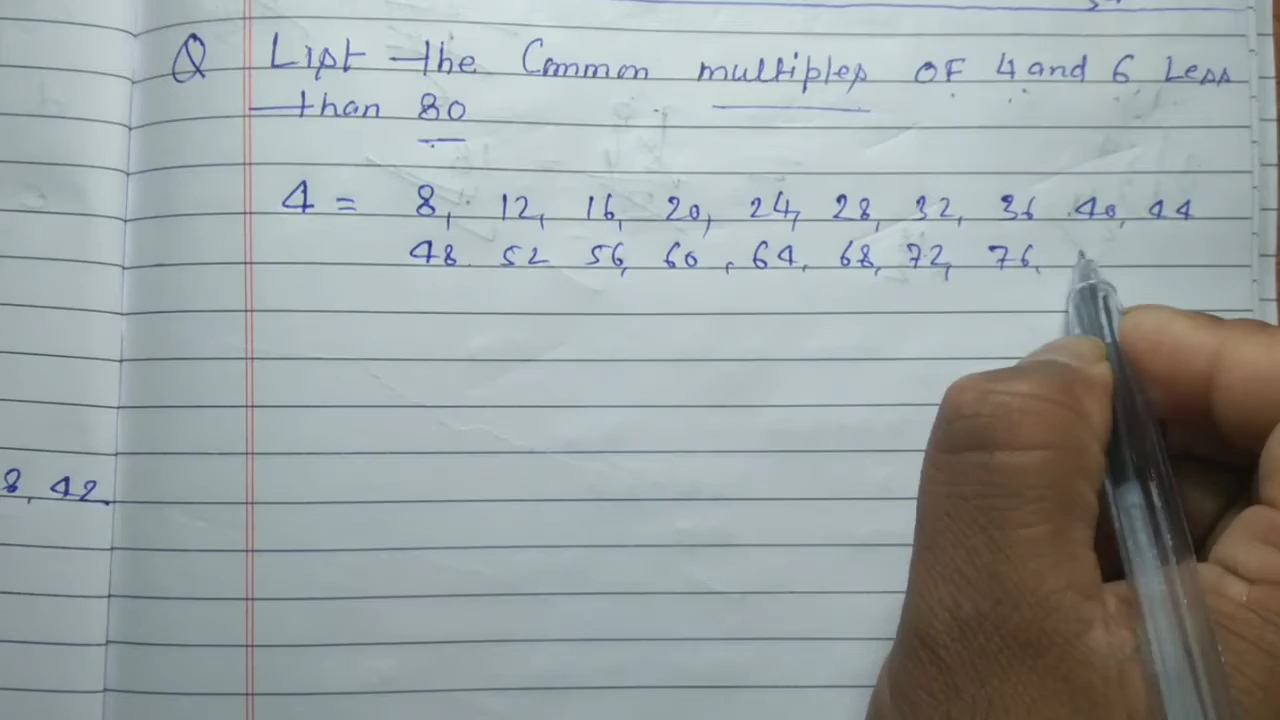 Q List the Common multiples OF 4 and 6 Less
than 80
4 = 8, 12, 16, 20, 24, 28, 32, 36 40, 44
48 52 56, 60 , 64, 68, 72, 76,
8, 42